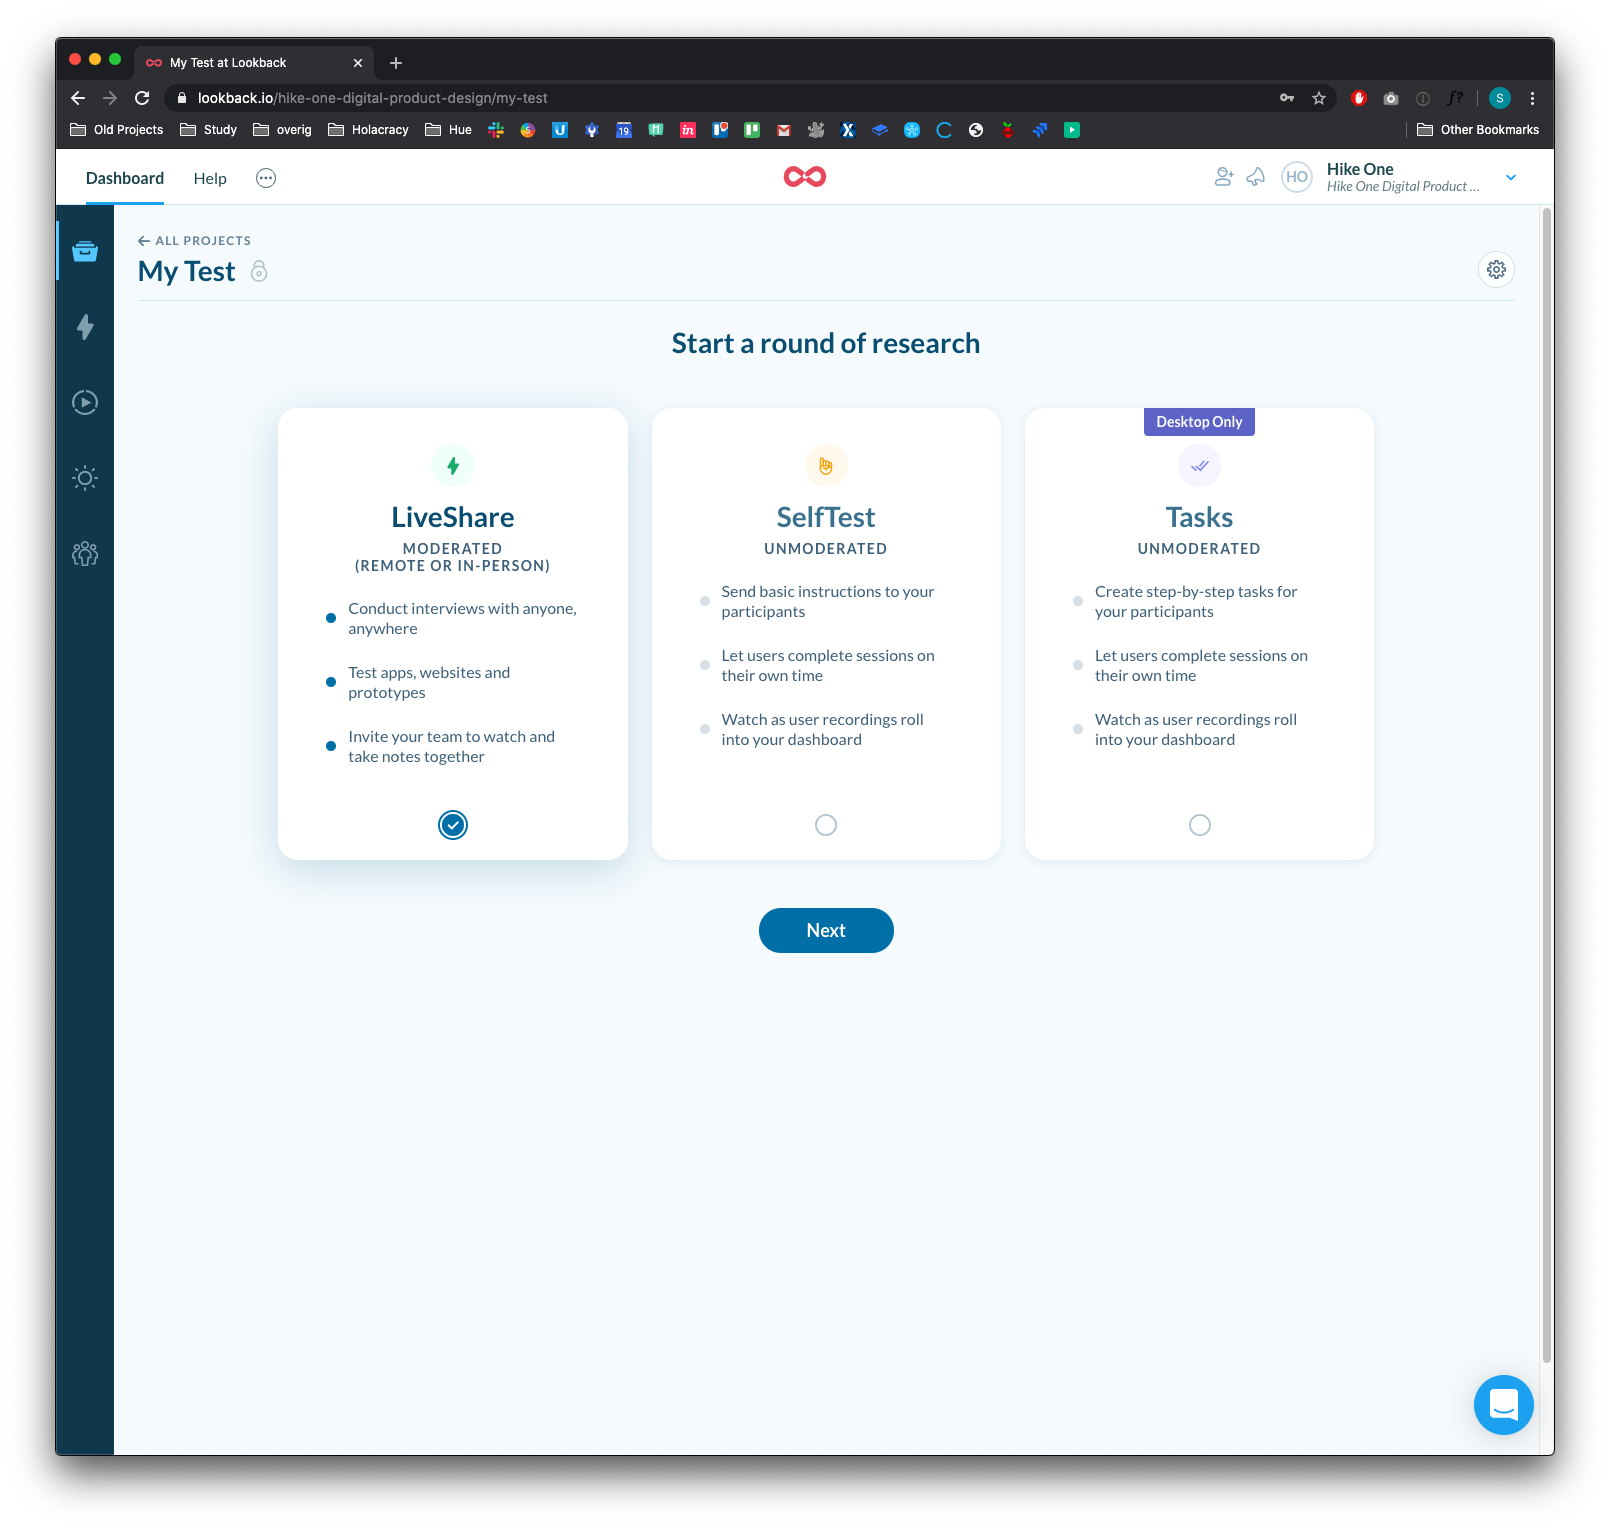 My Test at Lookback
lookback.io/hike-one-digital-product-design/my-test
f?
S
Old Projects
Study
overig
Holacracy
Hue
19
in
Other Bookmarks
Dashboard
Help
HO
Hike One
Hike One Digital Product ...
ALL PROJECTS
My Test
Start a round of research
LiveShare
MODERATED
(REMOTE OR IN-PERSON)
Conduct interviews with anyone,
anywhere
Test apps, websites and
prototypes
Invite your team to watch and
take notes together
SelfTest
UNMODERATED
Send basic instructions to your
participants
Let users complete sessions on
their own time
Watch as user recordings roll
into your dashboard
Desktop Only
Tasks
UNMODERATED
Create step-by-step tasks for
your participants
Let users complete sessions on
their own time
Watch as user recordings roll
into your dashboard
Next